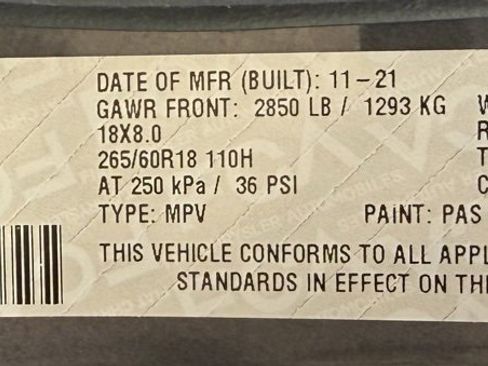 DATE OF MFR (BUILT): 11-21
GAWR FRONT: 2850 LB / 1293 KG W
18X8.0 R
265/60R18 110H T
AT 250 kPa / 36 PSI C
TYPE: MPV PAINT: PAS
THIS VEHICLE CONFORMS TO ALL APPL
STANDARDS IN EFFECT ON TH